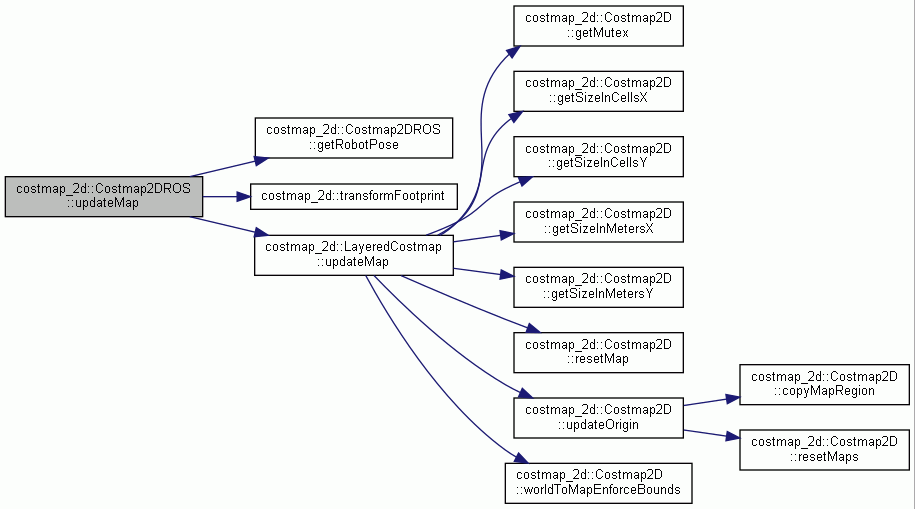 costmap_2d::Costmap2DROS
::updateMap
costmap_2d::Costmap2DROS
::getRobotPose
costmap_2d::transformFootprint
costmap_2d::LayeredCostmap
::updateMap
costmap_2d::Costmap2D
::getMutex
costmap_2d::Costmap2D
::getSizeInCellsX
costmap_2d::Costmap2D
::getSizeInCellsY
costmap_2d::Costmap2D
::getSizeInMetersX
costmap_2d::Costmap2D
::getSizeInMetersY
costmap_2d::Costmap2D
::resetMap
costmap_2d::Costmap2D
::updateOrigin
costmap_2d::Costmap2D
::worldToMapEnforceBounds
costmap_2d::Costmap2D
::copyMapRegion
costmap_2d::Costmap2D
::resetMaps